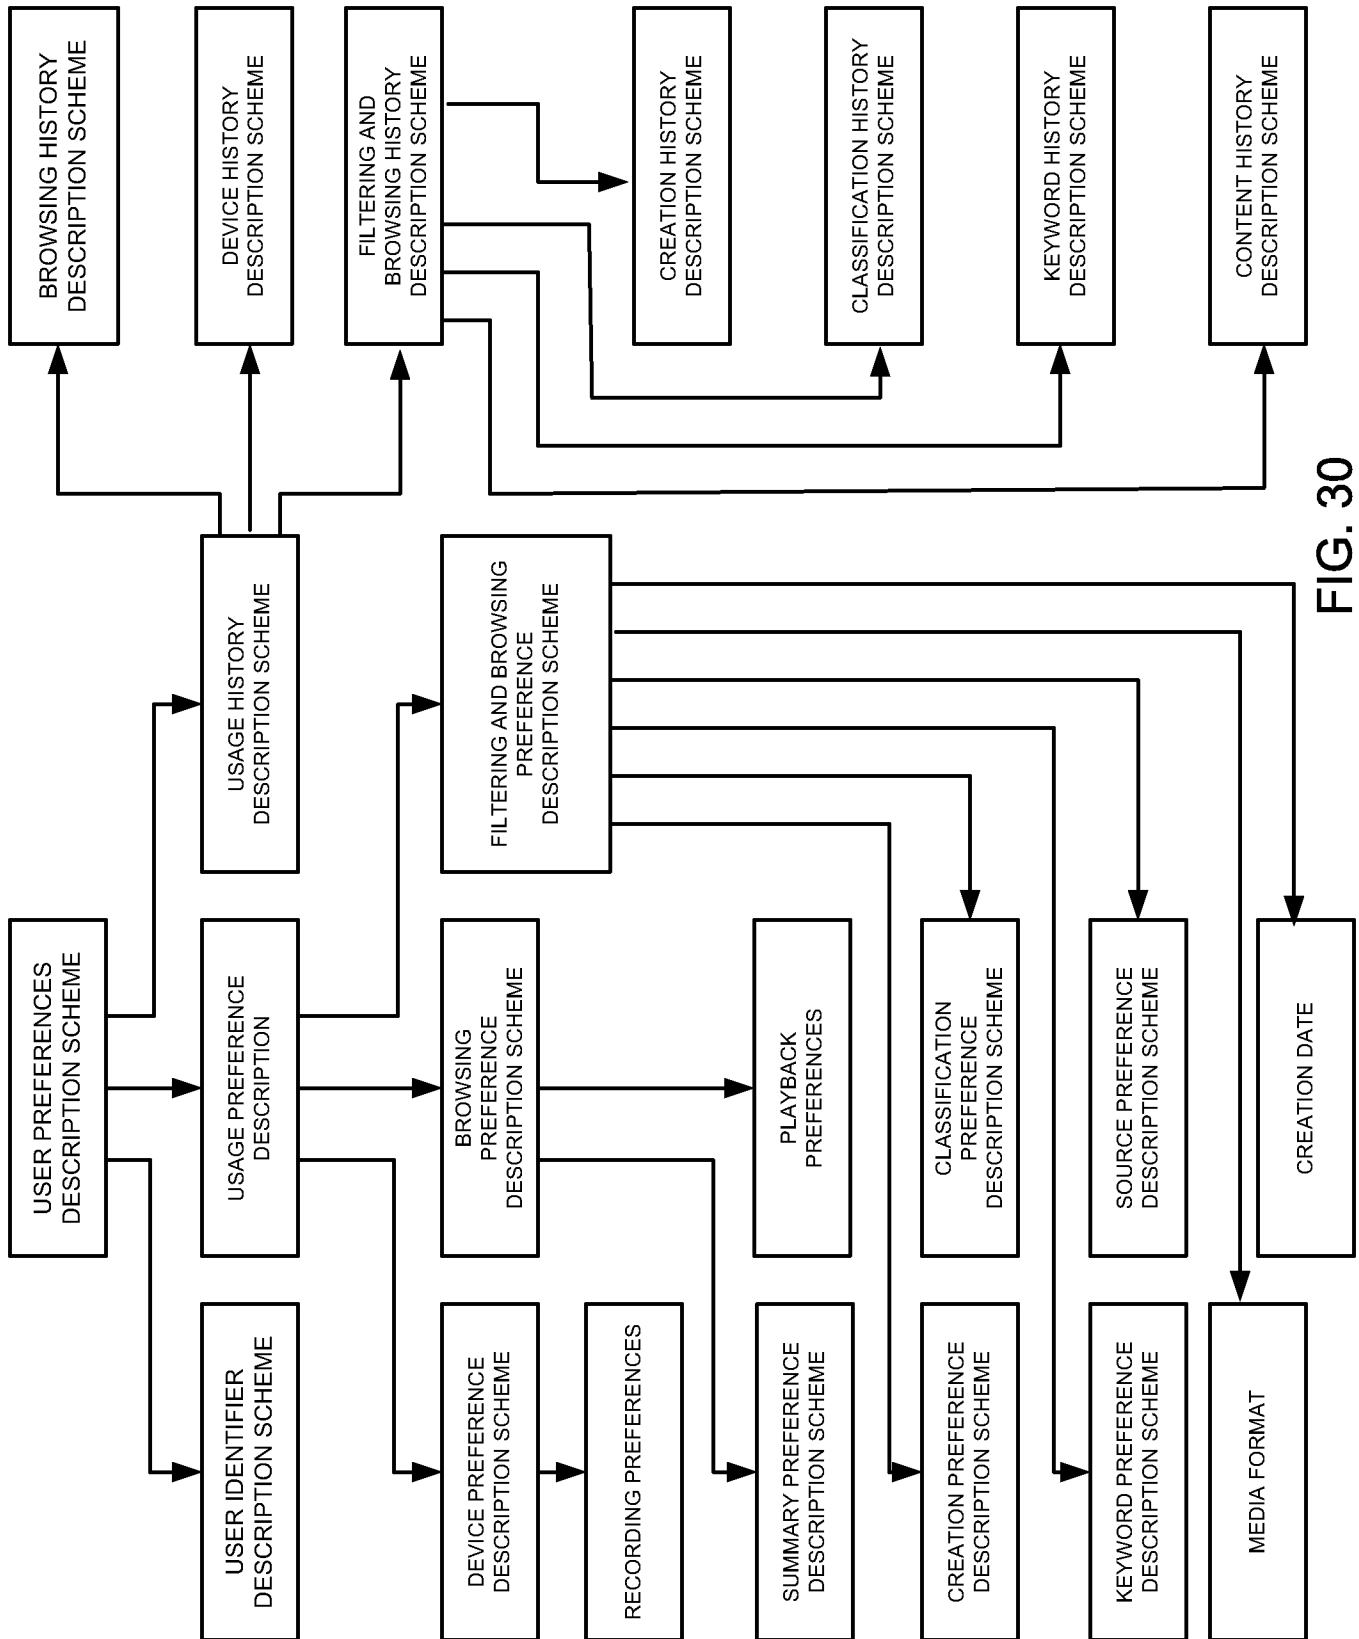 USER PREFERENCES
DESCRIPTION SCHEME
USER IDENTIFIER
DESCRIPTION SCHEME
USAGE PREFERENCE
DESCRIPTION
USAGE HISTORY
DESCRIPTION SCHEME
BROWSING HISTORY
DESCRIPTION SCHEME
DEVICE HISTORY
DESCRIPTION SCHEME
FILTERING AND
BROWSING HISTORY
DESCRIPTION SCHEME
DEVICE PREFERENCE
DESCRIPTION SCHEME
BROWSING
PREFERENCE
DESCRIPTION SCHEME
FILTERING AND BROWSING
PREFERENCE
DESCRIPTION SCHEME
RECORDING PREFERENCES
CREATION HISTORY
DESCRIPTION SCHEME
SUMMARY PREFERENCE
DESCRIPTION SCHEME
PLAYBACK
PREFERENCES
CLASSIFICATION HISTORY
DESCRIPTION SCHEME
CREATION PREFERENCE
DESCRIPTION SCHEME
CLASSIFICATION
PREFERENCE
DESCRIPTION SCHEME
KEYWORD HISTORY
DESCRIPTION SCHEME
KEYWORD PREFERENCE
DESCRIPTION SCHEME
SOURCE PREFERENCE
DESCRIPTION SCHEME
CONTENT HISTORY
DESCRIPTION SCHEME
MEDIA FORMAT
CREATION DATE
FIG. 30